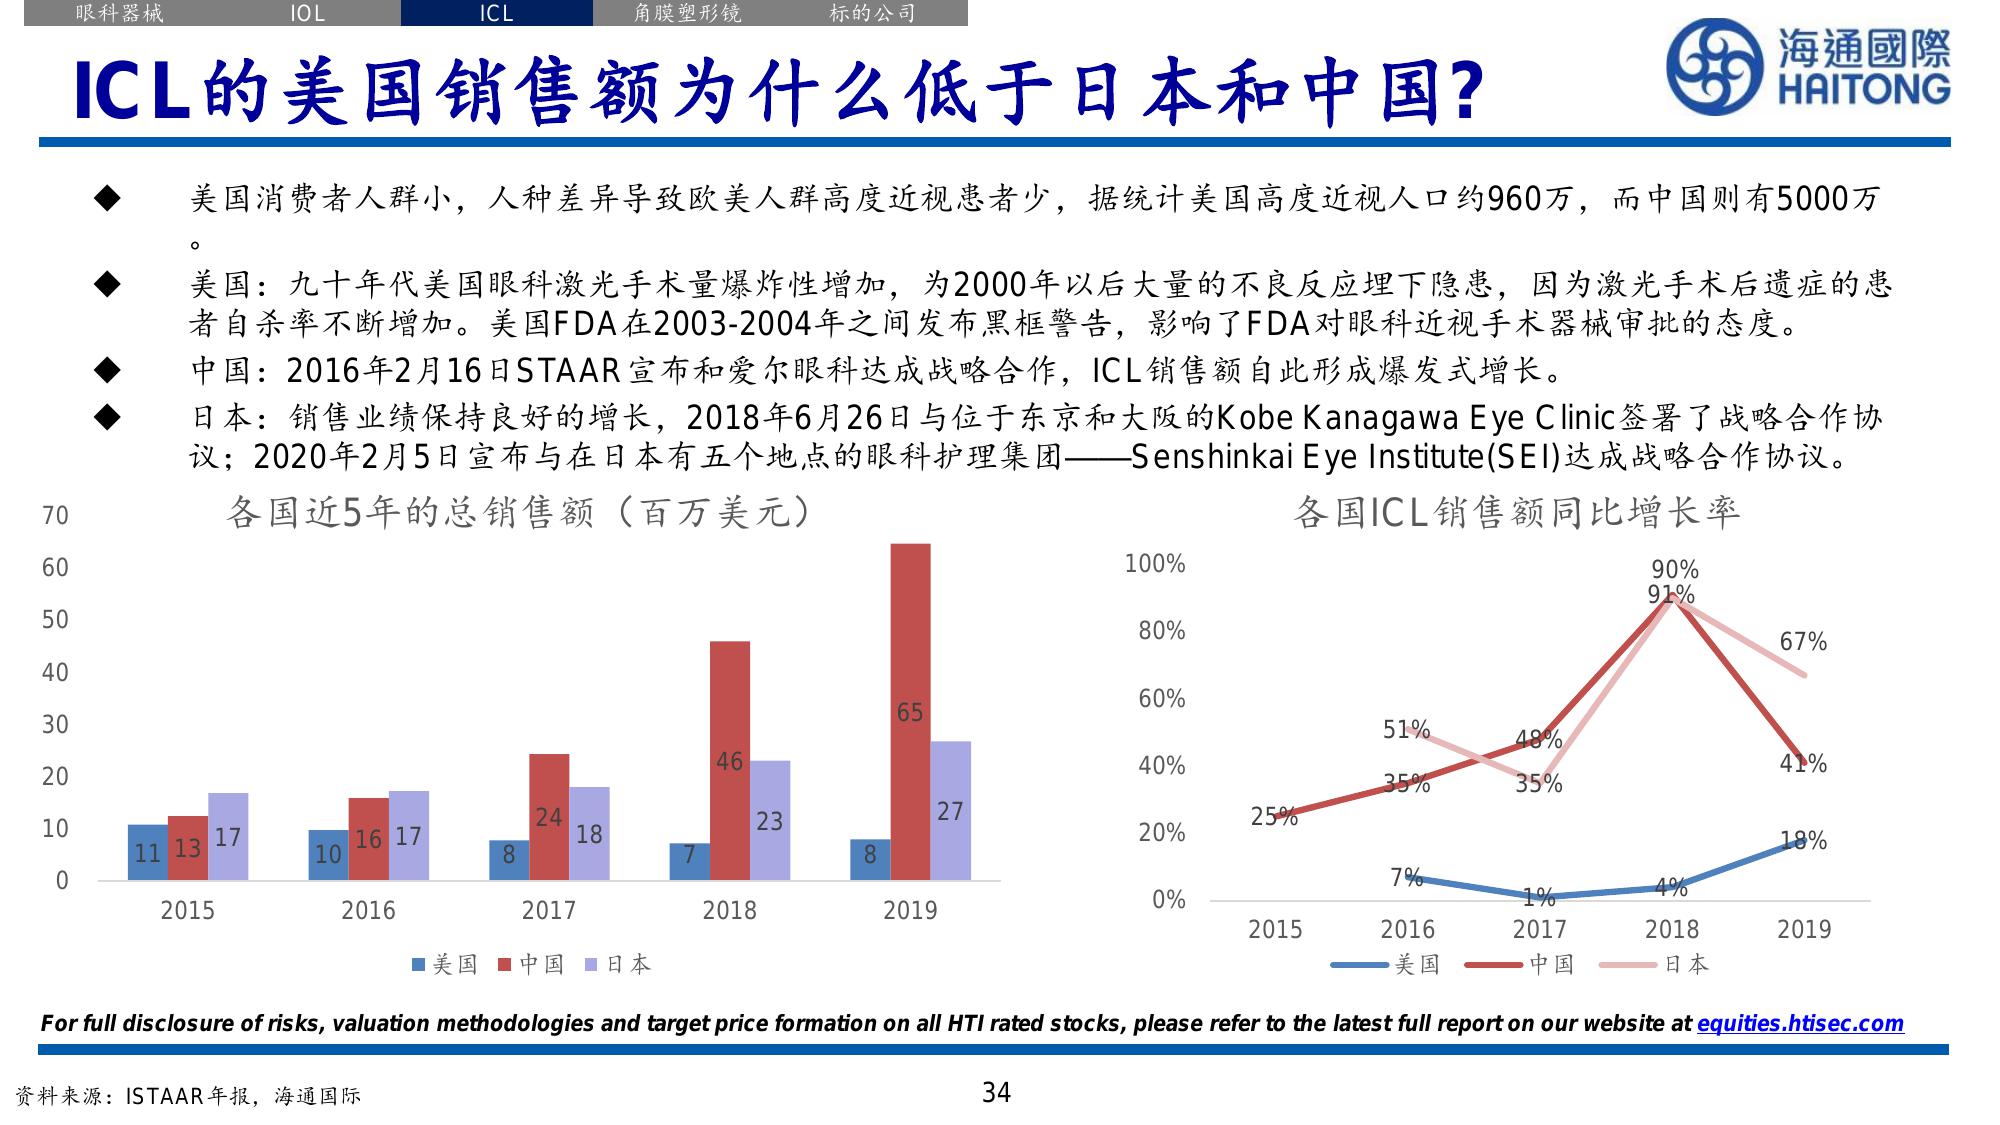 眼科器械 IOL ICL 角膜塑形镜 标的公司
海通國際
HAITONG
ICL的美国销售额为什么低于日本和中国?
◆ 美国消费者人群小，人种差异导致欧美人群高度近视患者少，据统计美国高度近视人口约960万，而中国则有5000万
。
◆ 美国：九十年代美国眼科激光手术量爆炸性增加，为2000年以后大量的不良反应埋下隐患，因为激光手术后遗症的患
者自杀率不断增加。美国FDA在2003-2004年之间发布黑框警告，影响了FDA对眼科近视手术器械审批的态度。
◆ 中国：2016年2月16日STAAR宣布和爱尔眼科达成战略合作，ICL销售额自此形成爆发式增长。
◆ 日本：销售业绩保持良好的增长，2018年6月26日与位于东京和大阪的Kobe Kanagawa Eye Clinic签署了战略合作协
议；2020年2月5日宣布与在日本有五个地点的眼科护理集团——Senshinkai Eye Institute(SEI)达成战略合作协议。
各国近5年的总销售额（百万美元）
70
60
50
40
30
20
10
0
11 13 17
10 16 17
8 24 18
7 46 23
8 65 27
2015 2016 2017 2018 2019
美国 中国 日本
各国ICL销售额同比增长率
100%
80%
60%
40%
20%
0%
90%
91%
67%
51%
48%
41%
35%
35%
25%
18%
7%
1%
4%
2015 2016 2017 2018 2019
美国 中国 日本
For full disclosure of risks, valuation methodologies and target price formation on all HTI rated stocks, please refer to the latest full report on our website at equities.htisec.com
资料来源：ISTAAR年报，海通国际
34